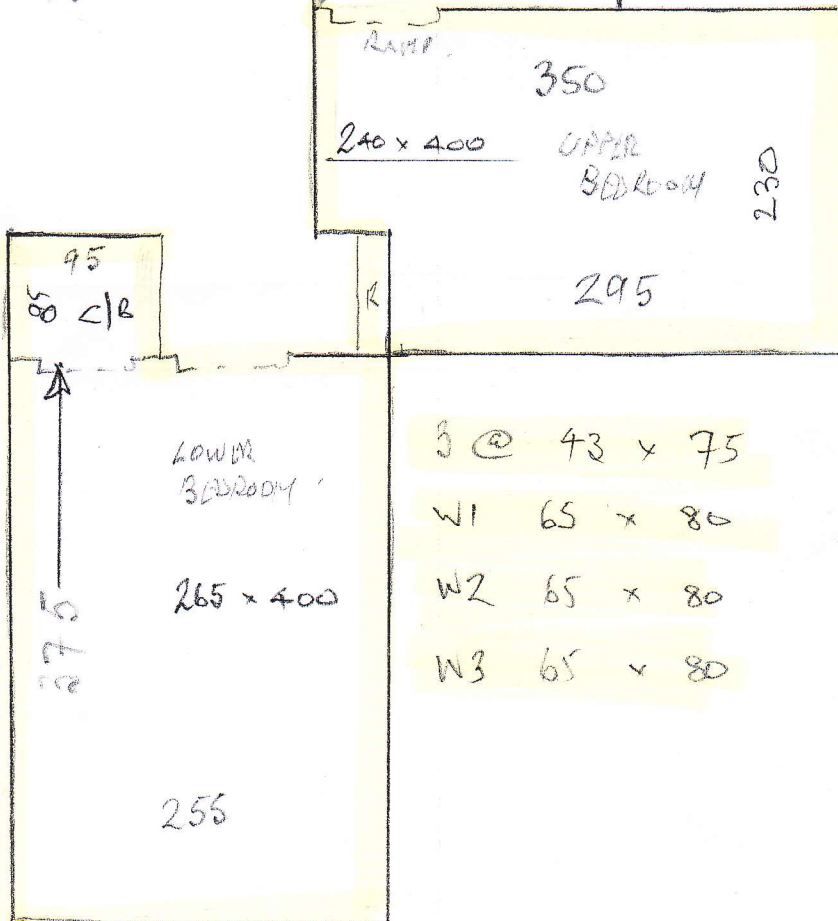 RAMP.
350
240 x 400
UPPER
BEDROOM
230
295
95
85
C/B
R
LOWER
BEDROOM
3 @ 43 x 75
W1 65 x 80
W2 65 x 80
W3 65 x 80
265 x 400
375
255